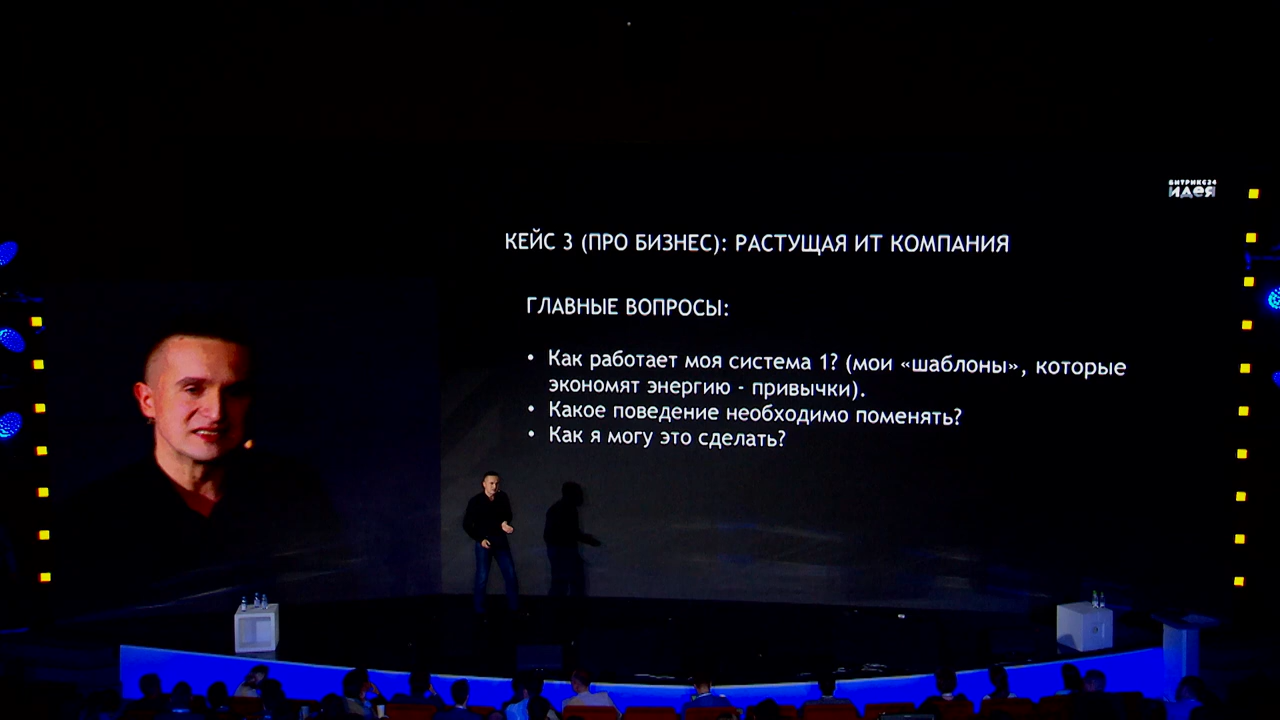 БИТРИКС24
ИДЕЯ
КЕЙС 3 (ПРО БИЗНЕС): РАСТУЩАЯ ИТ КОМПАНИЯ
ГЛАВНЫЕ ВОПРОСЫ:
• Как работает моя система 1? (мои «шаблоны», которые
экономят энергию - привычки).
• Какое поведение необходимо поменять?
• Как я могу это сделать?